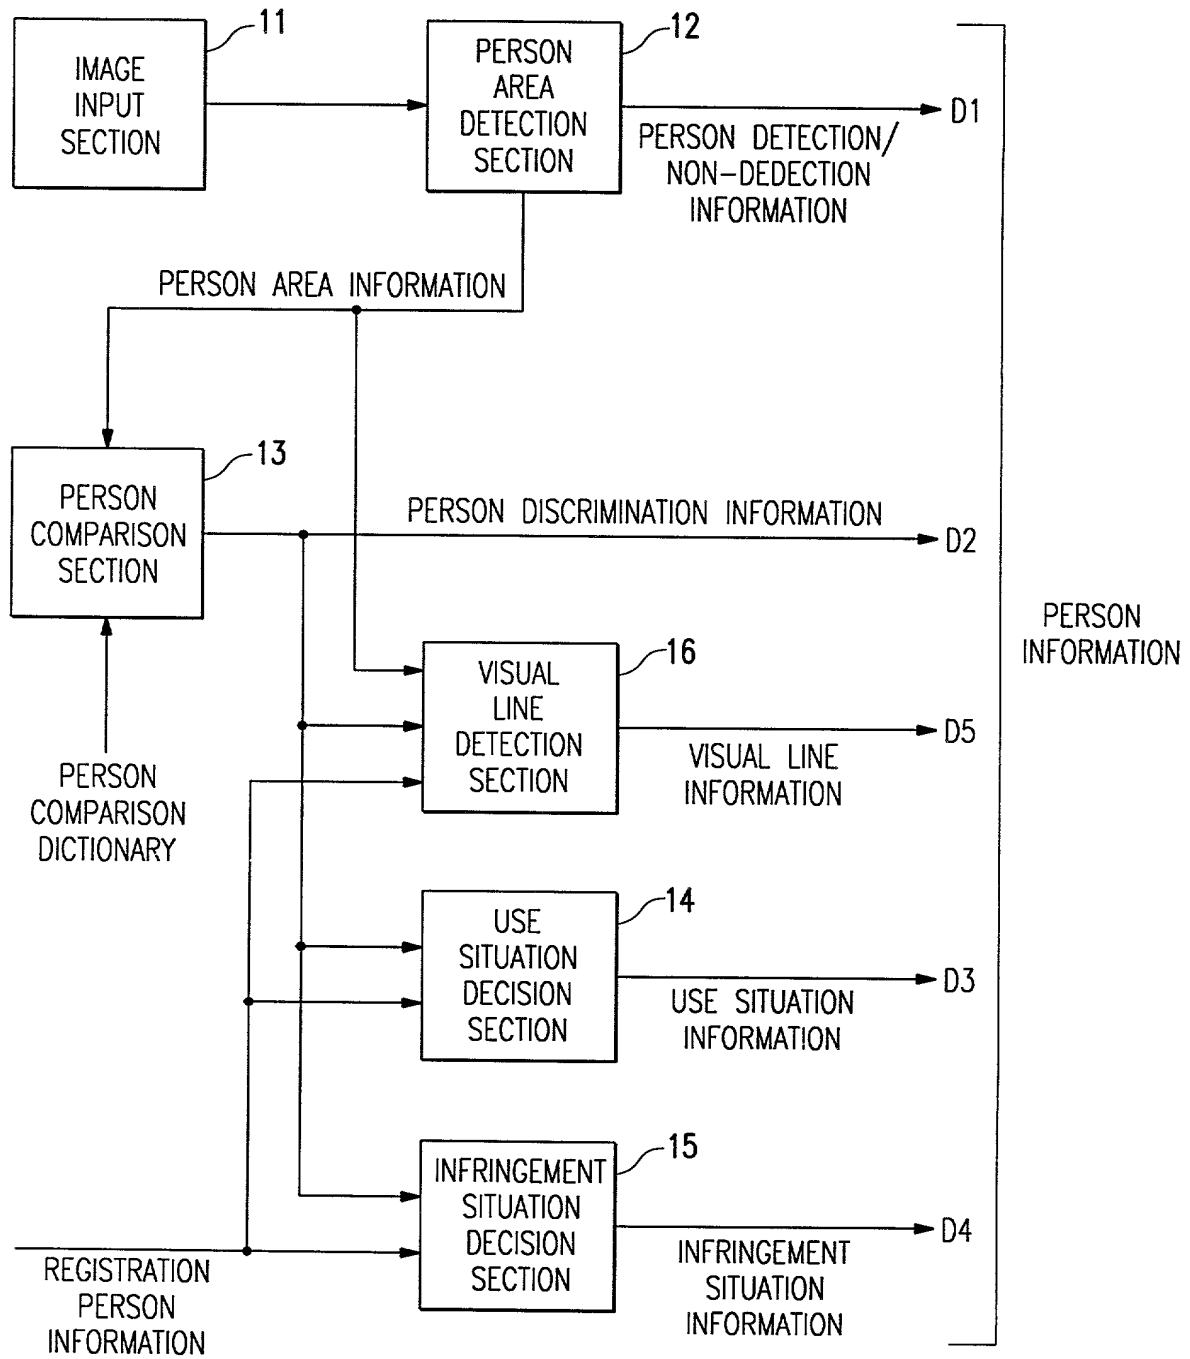 11
IMAGE
INPUT
SECTION
12
PERSON
AREA
DETECTION
SECTION
D1
PERSON DETECTION/
NON-DEDECTION
INFORMATION
PERSON AREA INFORMATION
13
PERSON
COMPARISON
SECTION
PERSON DISCRIMINATION INFORMATION
D2
PERSON
INFORMATION
16
VISUAL
LINE
DETECTION
SECTION
D5
VISUAL LINE
INFORMATION
PERSON
COMPARISON
DICTIONARY
14
USE
SITUATION
DECISION
SECTION
D3
USE SITUATION
INFORMATION
15
INFRINGEMENT
SITUATION
DECISION
SECTION
D4
INFRINGEMENT
SITUATION
INFORMATION
REGISTRATION
PERSON
INFORMATION